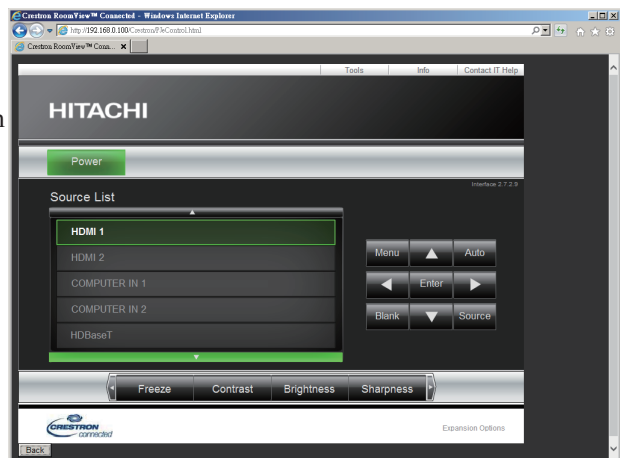 Crestron RoomView™ Connected - Windows Internet Explorer
http://192.168.0.100/Crestron/FJeControl.html
Crestron RoomView™ Conn...
Tools Info Contact IT Help
n
HITACHI
Power
Interface 2.7.2.9
Source List
HDMI 1
HDMI 2
COMPUTER IN 1
COMPUTER IN 2
HDBaseT
Menu Auto
Enter
Blank Source
Freeze Contrast Brightness Sharpness
CRESTRON
connected
Expansion Options
Back